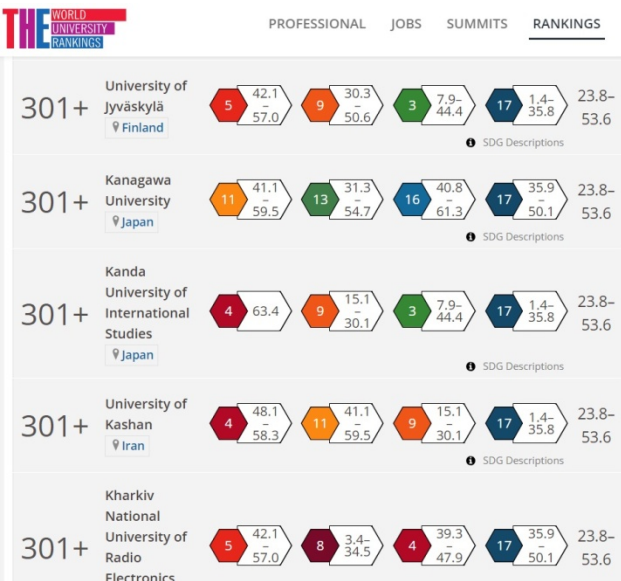 THE WORLD UNIVERSITY RANKINGS
PROFESSIONAL JOBS SUMMITS RANKINGS
301+
University of
Jyväskylä
Finland
5 42.1 – 57.0
9 30.3 – 50.6
3 7.9– 44.4
17 1.4– 35.8
23.8– 53.6
SDG Descriptions
301+
Kanagawa
University
Japan
11 41.1 – 59.5
13 31.3 – 54.7
16 40.8 – 61.3
17 35.9 – 50.1
23.8– 53.6
SDG Descriptions
301+
Kanda
University of
International
Studies
Japan
4 63.4
9 15.1 – 30.1
3 7.9– 44.4
17 1.4– 35.8
23.8– 53.6
SDG Descriptions
301+
University of
Kashan
Iran
4 48.1 – 58.3
11 41.1 – 59.5
9 15.1 – 30.1
17 1.4– 35.8
23.8– 53.6
SDG Descriptions
301+
Kharkiv
National
University of
Radio
Electronics
5 42.1 – 57.0
8 3.4– 34.5
4 39.3 – 47.9
17 35.9 – 50.1
23.8– 53.6